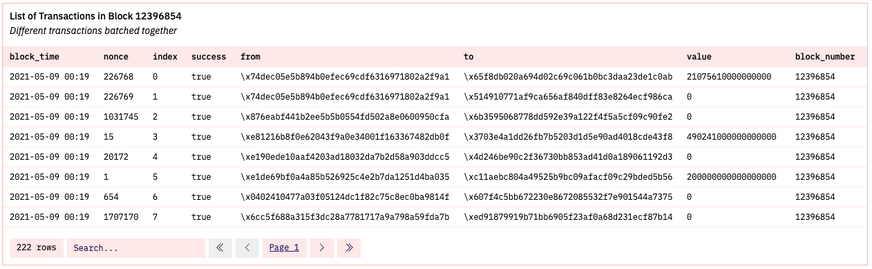 List of Transactions in Block 12396854
Different transactions batched together
block_time nonce index success from to value block_number
2021-05-09 00:19 226768 0 true \x74dec05e5b894b0efec69cdf6316971802a2f9a1 \x65f8db020a694d02c69c061b0bc3daa23de1c0ab 21075610000000000 12396854
2021-05-09 00:19 226769 1 true \x74dec05e5b894b0efec69cdf6316971802a2f9a1 \x514910771af9ca656af840dff83e8264ecf986ca 0 12396854
2021-05-09 00:19 1031745 2 true \x876eabf441b2ee5b5b0554fd502a8e0600950cfa \x6b3595068778dd592e39a122f4f5a5cf09c90fe2 0 12396854
2021-05-09 00:19 15 3 true \xe81216b8f0e62043f9a0e34001f163367482db0f \x3703e4a1dd26fb7b5203d1d5e90ad4018cde43f8 490241000000000000 12396854
2021-05-09 00:19 20172 4 true \xe190ede10aaf4203ad18032da7b2d58a903ddcc5 \x4d246be90c2f36730bb853ad41d0a189061192d3 0 12396854
2021-05-09 00:19 1 5 true \xe1de69bf0a4a85b526925c4e2b7da1251d4ba035 \xc11aebc804a49525b9bc09afacf09c29bded5b56 200000000000000000 12396854
2021-05-09 00:19 654 6 true \x0402410477a03f05124dc1f82c75c8ec0ba9814f \x607f4c5bb672230e8672085532f7e901544a7375 0 12396854
2021-05-09 00:19 1707170 7 true \x6cc5f688a315f3dc28a7781717a9a798a59fda7b \xed91879919b71bb6905f23af0a68d231ecf87b14 0 12396854
222 rows Search... Page 1